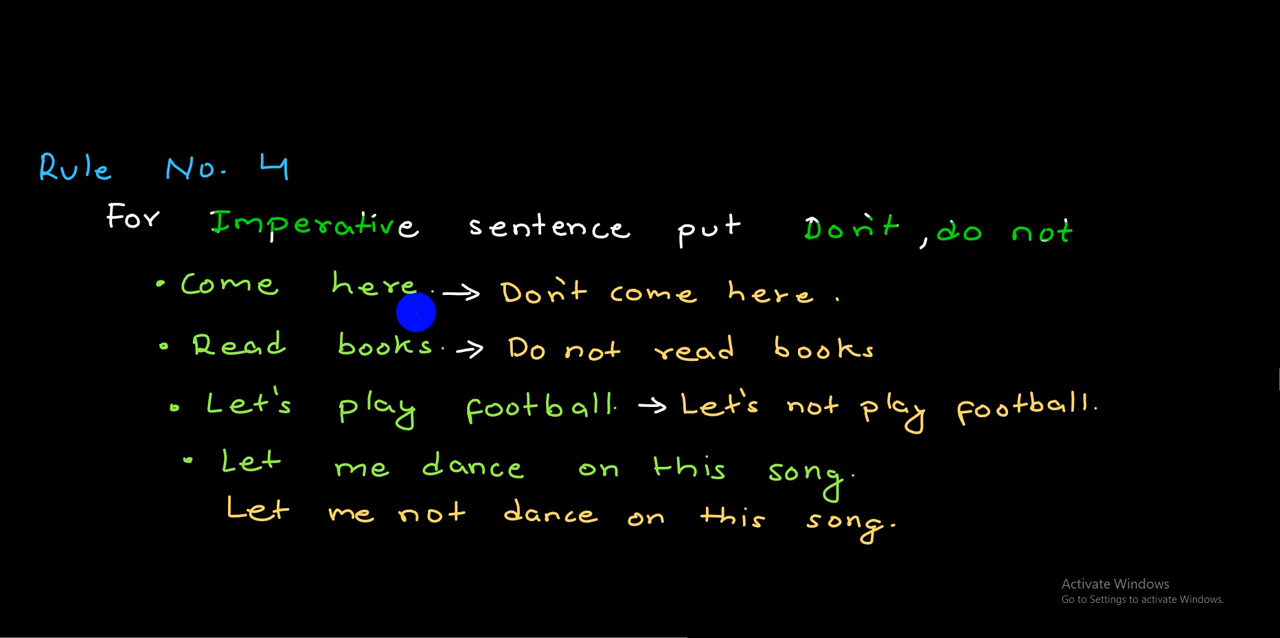 Rule No. 4
For Imperative sentence put Don't, do not
• Come here. → Don't come here.
• Read books. → Do not read books
• Let's play football. → Let's not play football.
• Let me dance on this song.
Let me not dance on this song.
Activate Windows
Go to Settings to activate Windows.